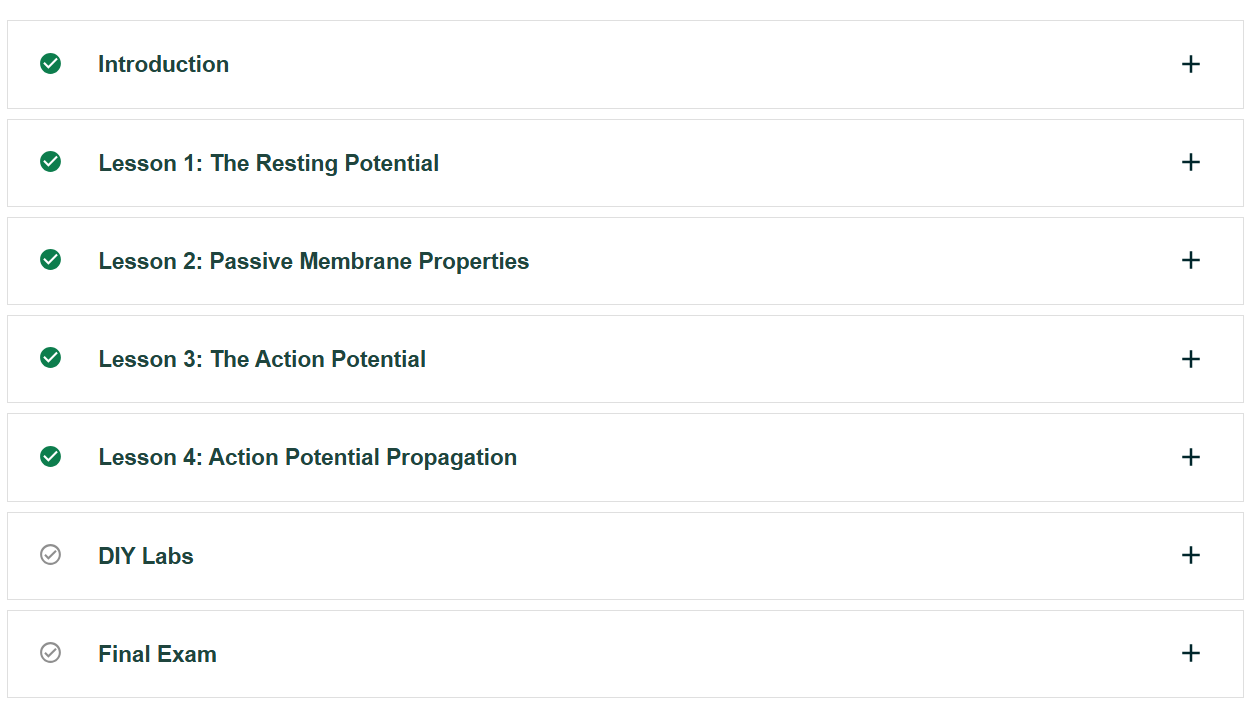 Introduction
Lesson 1: The Resting Potential
Lesson 2: Passive Membrane Properties
Lesson 3: The Action Potential
Lesson 4: Action Potential Propagation
DIY Labs
Final Exam